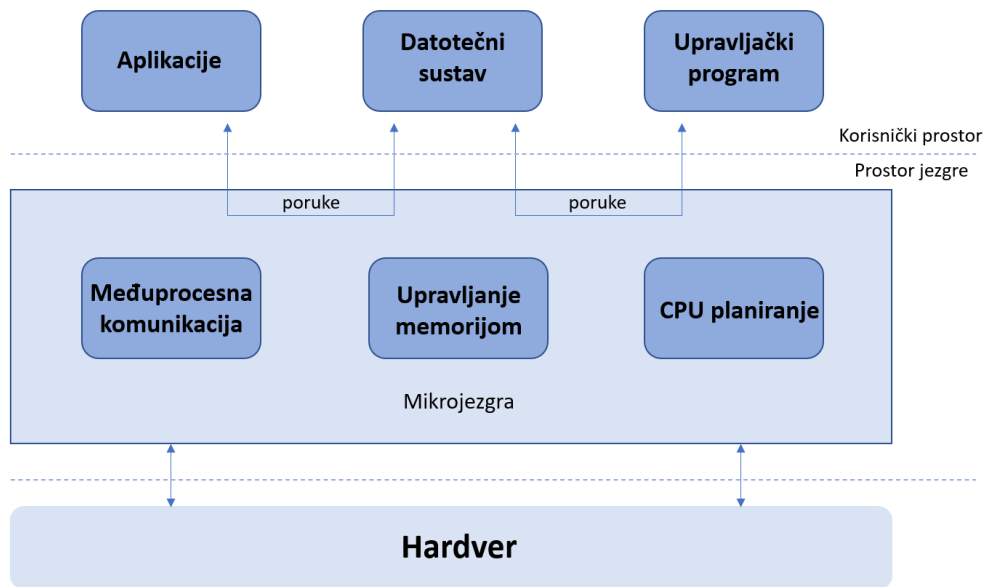 Aplikacije
Datotečni
sustav
Upravljački
program
Korisnički prostor
Prostor jezgre
poruke
poruke
Međuprocesna
komunikacija
Upravljanje
memorijom
CPU planiranje
Mikrojezgra
Hardver